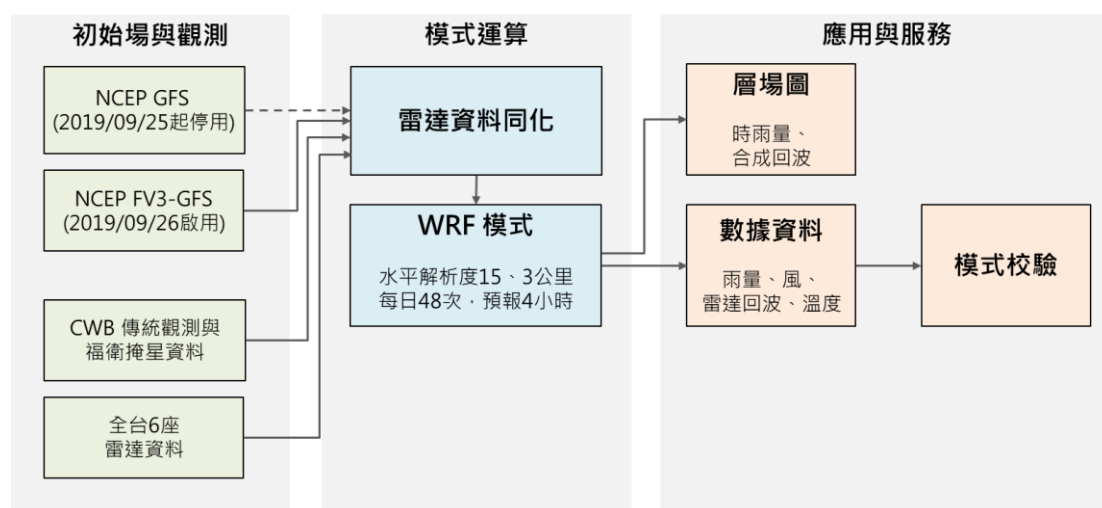 初始場與觀測
NCEP GFS
(2019/09/25起停用)
NCEP FV3-GFS
(2019/09/26啟用)
CWB 傳統觀測與
福衛掩星資料
全台6座
雷達資料
模式運算
雷達資料同化
WRF 模式
水平解析度15、3公里
每日48次，預報4小時
應用與服務
層場圖
時雨量、
合成回波
數據資料
雨量、風、
雷達回波、溫度
模式校驗